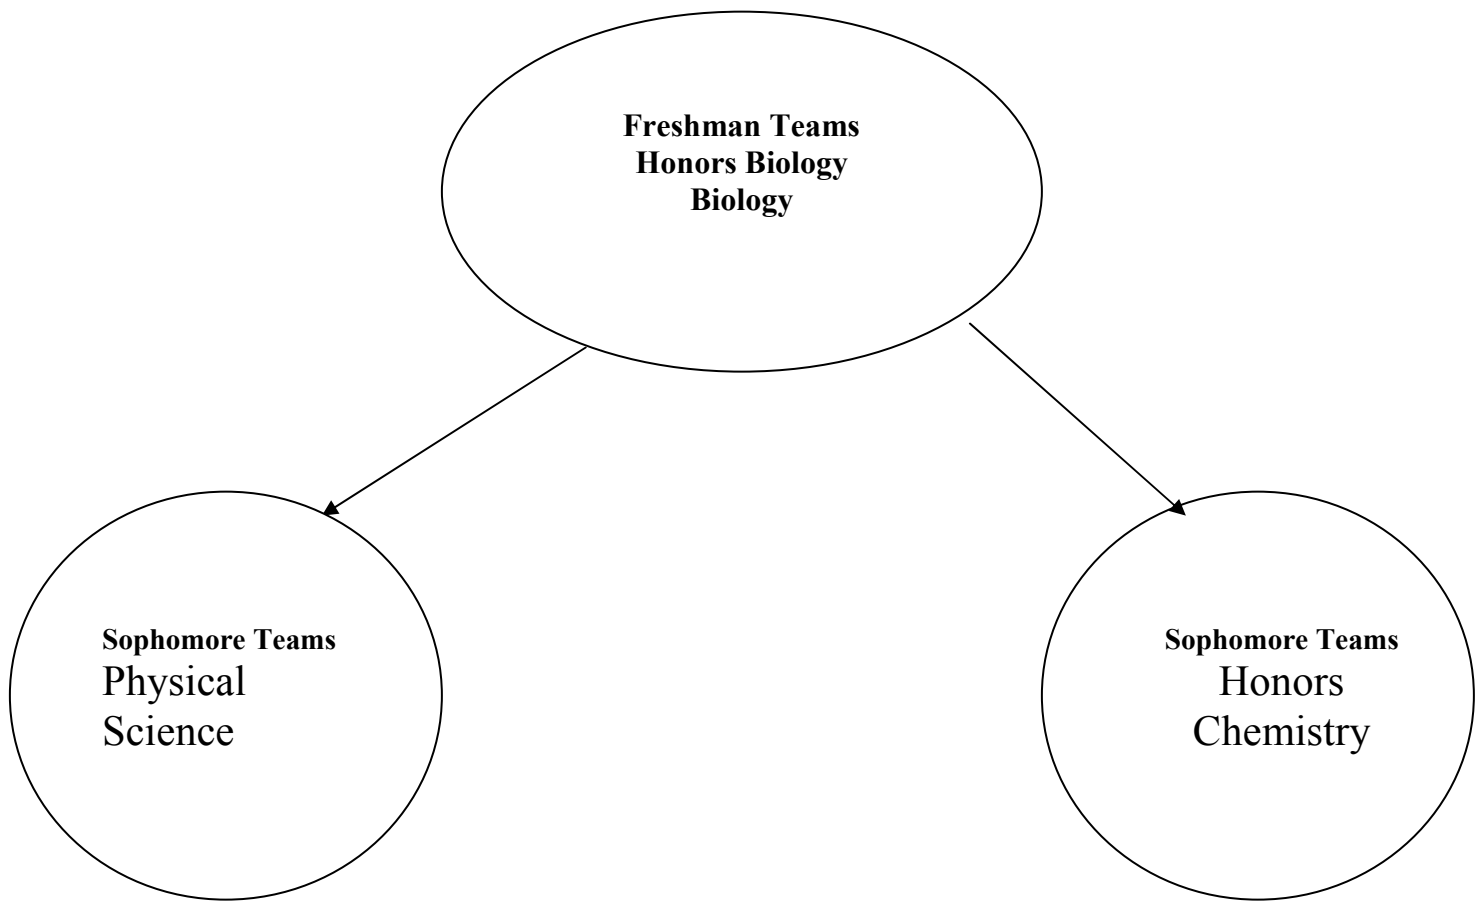 Freshman Teams
Honors Biology
Biology
Sophomore Teams
Physical
Science
Sophomore Teams
Honors
Chemistry